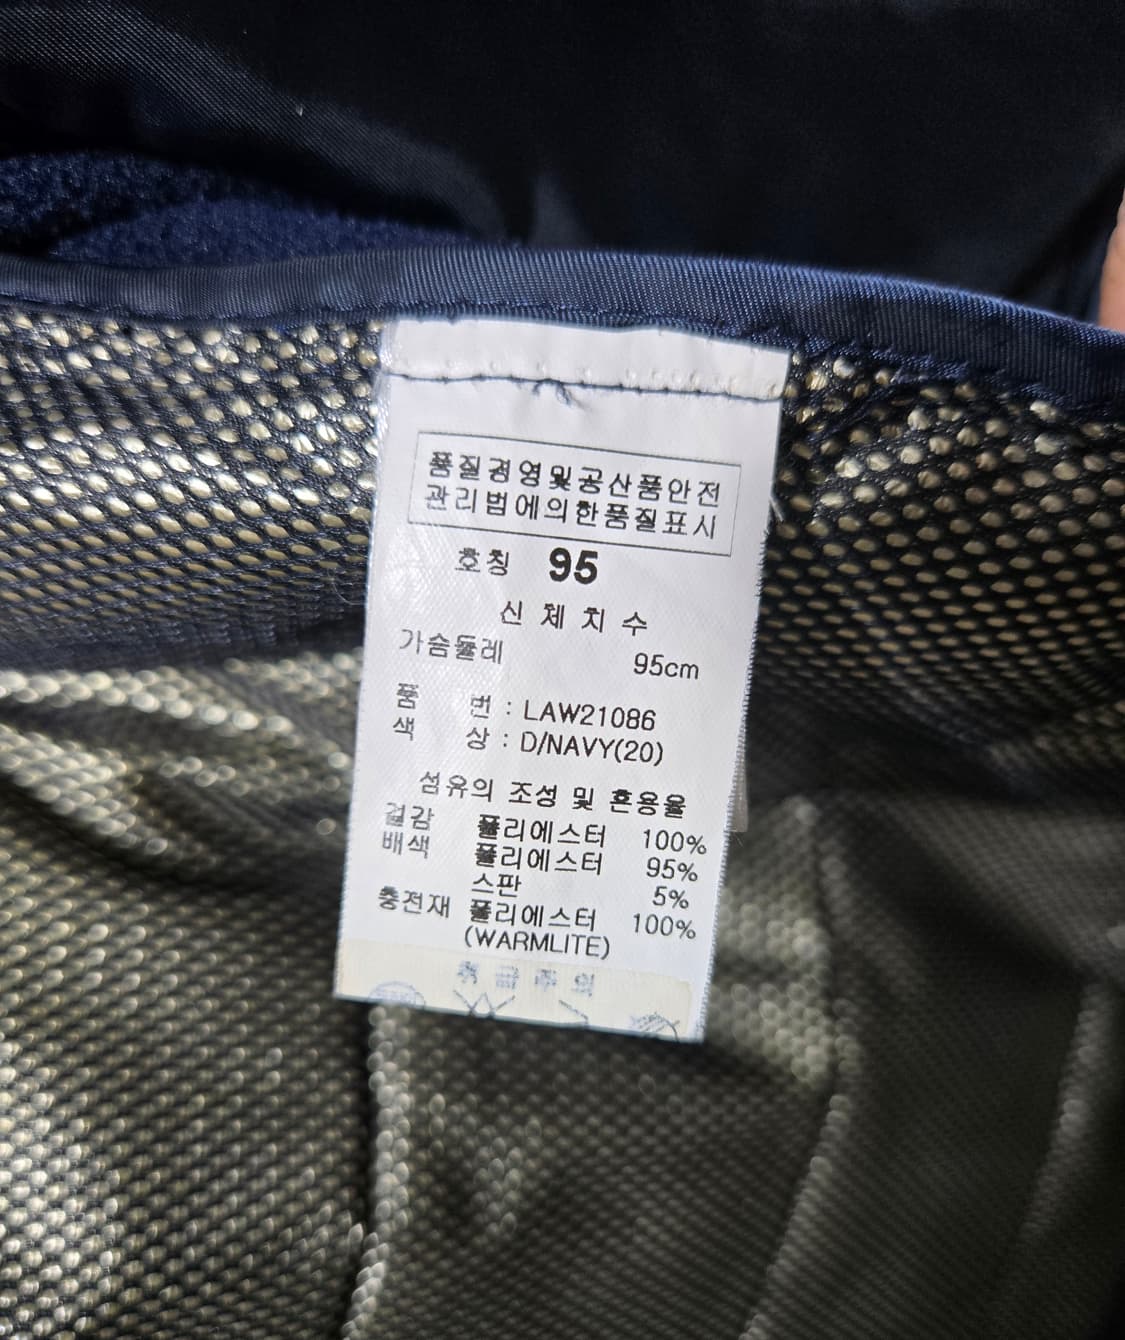 품질경영및공산품안전
관리법에의한품질표시
호칭 95
신 체 치 수
가슴둘레 95cm
품 번 : LAW21086
색 상 : D/NAVY(20)
섬유의 조성 및 혼용율
겉감 폴리에스터 100%
배색 폴리에스터 95%
스판 5%
충전재 폴리에스터 100%
(WARMLITE)
취 급 주 의